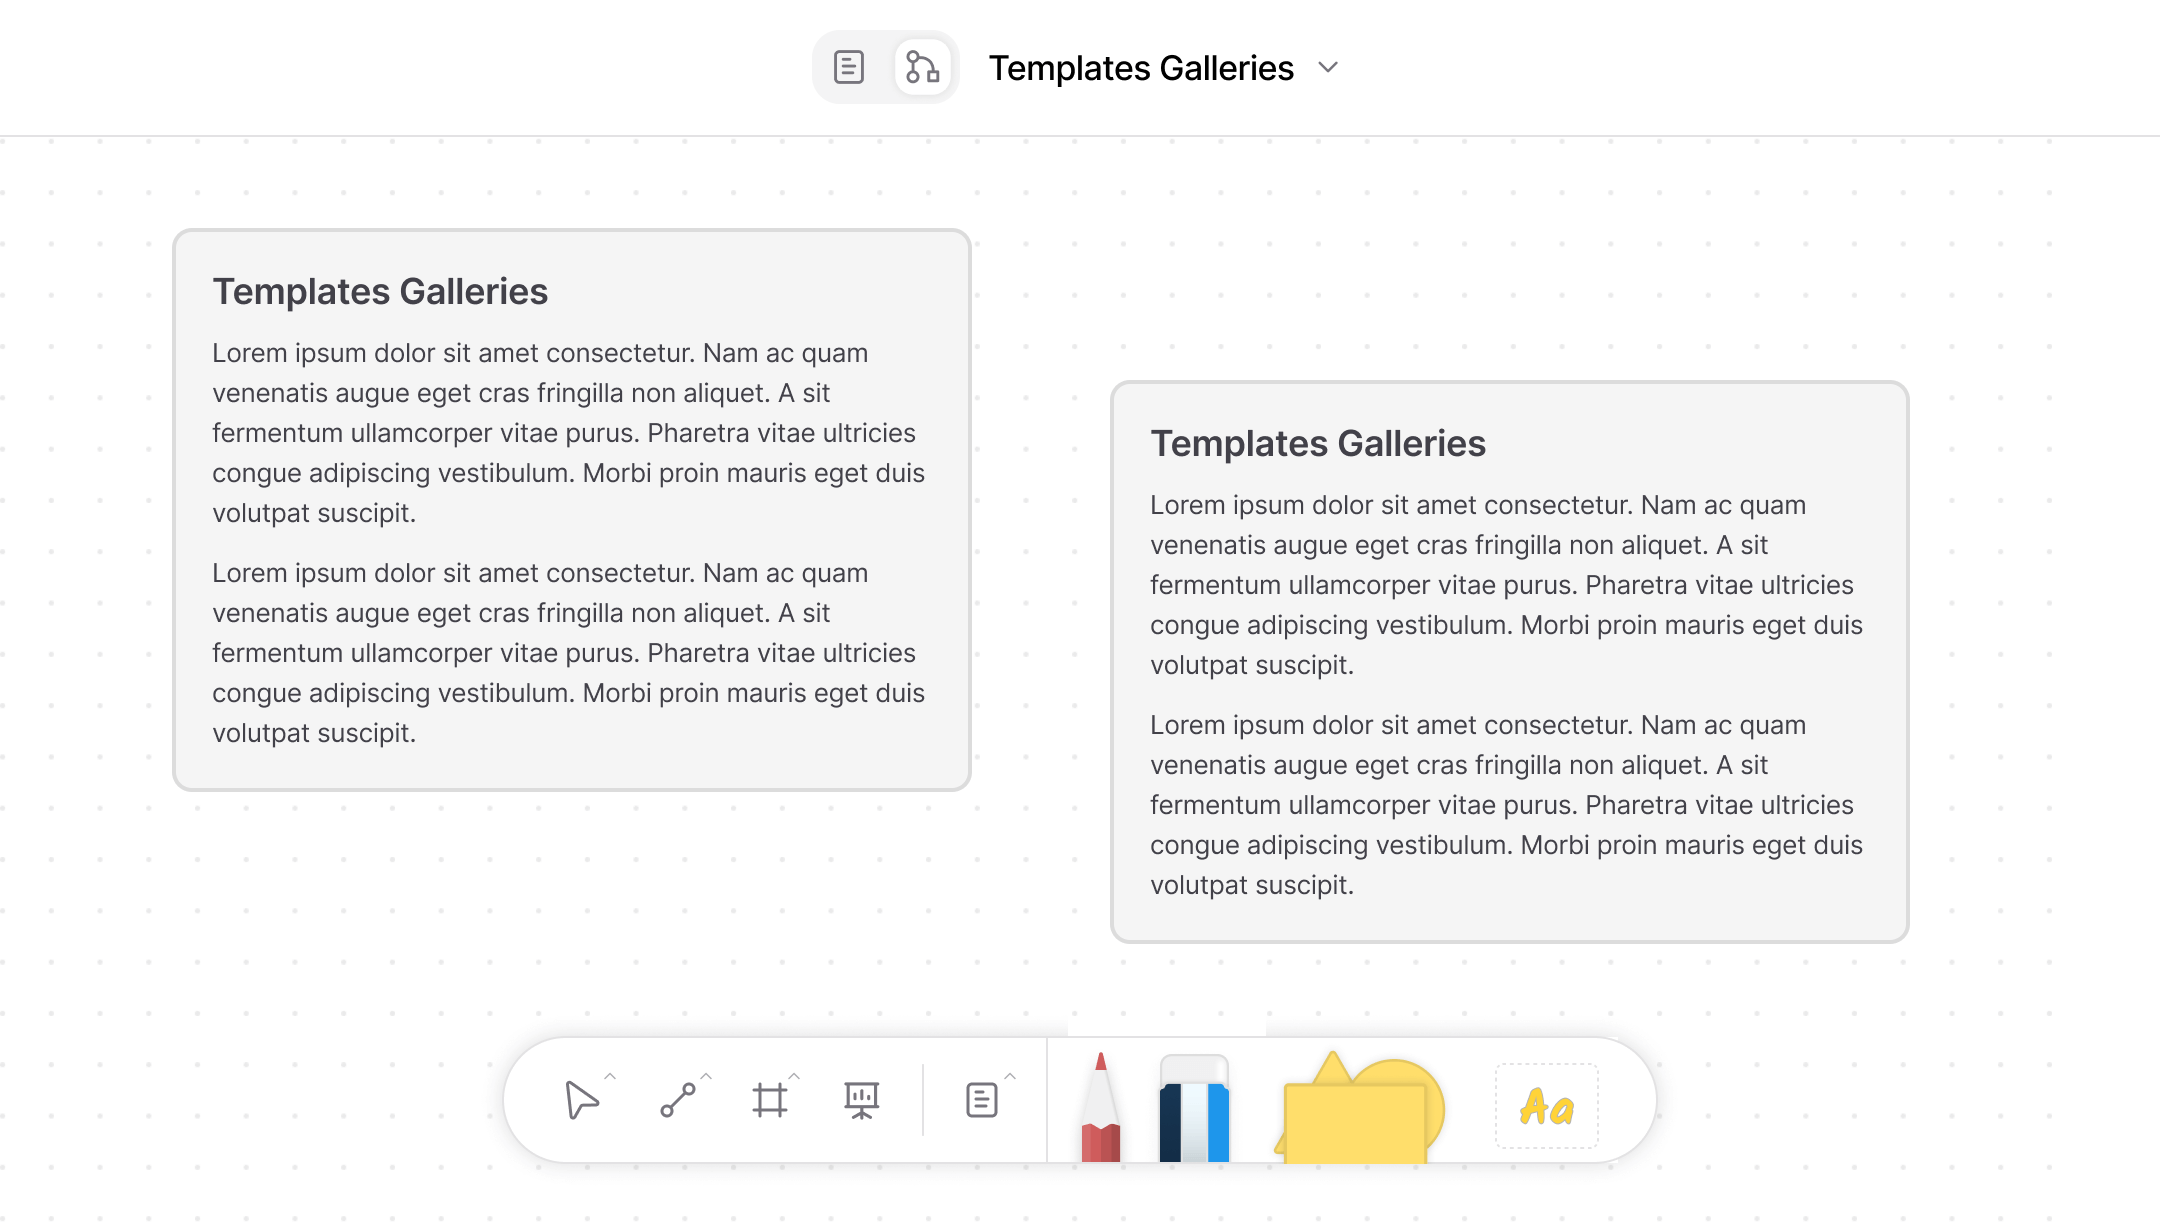 Templates Galleries
Templates Galleries
Lorem ipsum dolor sit amet consectetur. Nam ac quam
venenatis augue eget cras fringilla non aliquet. A sit
fermentum ullamcorper vitae purus. Pharetra vitae ultricies
congue adipiscing vestibulum. Morbi proin mauris eget duis
volutpat suscipit.
Lorem ipsum dolor sit amet consectetur. Nam ac quam
venenatis augue eget cras fringilla non aliquet. A sit
fermentum ullamcorper vitae purus. Pharetra vitae ultricies
congue adipiscing vestibulum. Morbi proin mauris eget duis
volutpat suscipit.
Templates Galleries
Lorem ipsum dolor sit amet consectetur. Nam ac quam
venenatis augue eget cras fringilla non aliquet. A sit
fermentum ullamcorper vitae purus. Pharetra vitae ultricies
congue adipiscing vestibulum. Morbi proin mauris eget duis
volutpat suscipit.
Lorem ipsum dolor sit amet consectetur. Nam ac quam
venenatis augue eget cras fringilla non aliquet. A sit
fermentum ullamcorper vitae purus. Pharetra vitae ultricies
congue adipiscing vestibulum. Morbi proin mauris eget duis
volutpat suscipit.
Aa